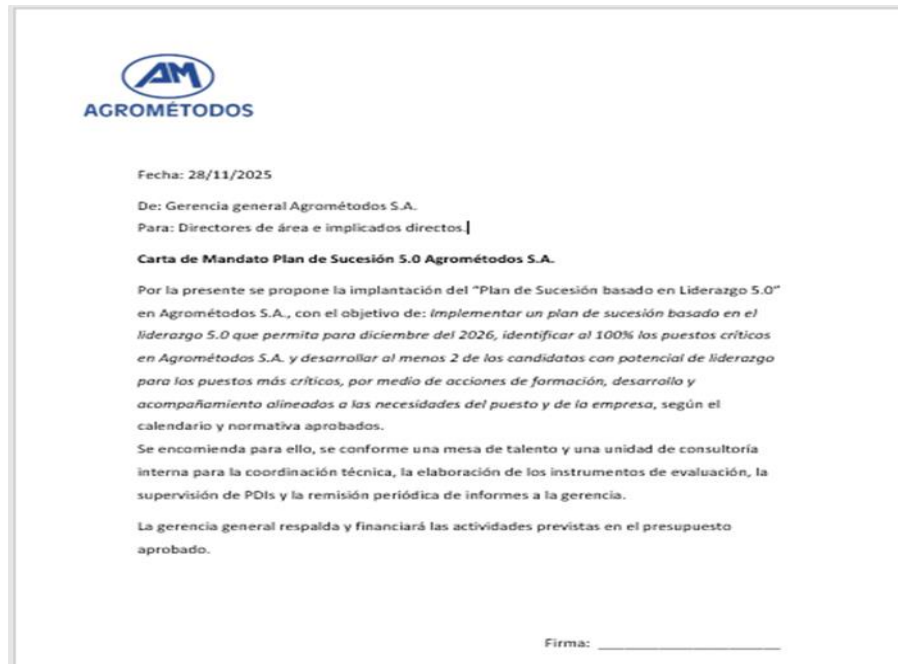 AM
AGROMÉTODOS
Fecha: 28/11/2025
De: Gerencia general Agrométodos S.A.
Para: Directores de área e implicados directos.
Carta de Mandato Plan de Sucesión 5.0 Agrométodos S.A.
Por la presente se propone la implantación del “Plan de Sucesión basado en Liderazgo 5.0”
en Agrométodos S.A., con el objetivo de: implementar un plan de sucesión basado en el
liderazgo 5.0 que permita para diciembre del 2026, identificar al 100% los puestos críticos
en Agrométodos S.A. y desarrollar al menos 2 de los candidatos con potencial de liderazgo
para los puestos más críticos, por medio de acciones de formación, desarrollo y
acompañamiento alineados a las necesidades del puesto y de la empresa, según el
calendario y normativa aprobados.
Se encomienda para ello, se conforme una mesa de talento y una unidad de consultoría
interna para la coordinación técnica, la elaboración de los instrumentos de evaluación, la
supervisión de PDIs y la remisión periódica de informes a la gerencia.
La gerencia general respalda y financiará las actividades previstas en el presupuesto
aprobado.
Firma: ____________________